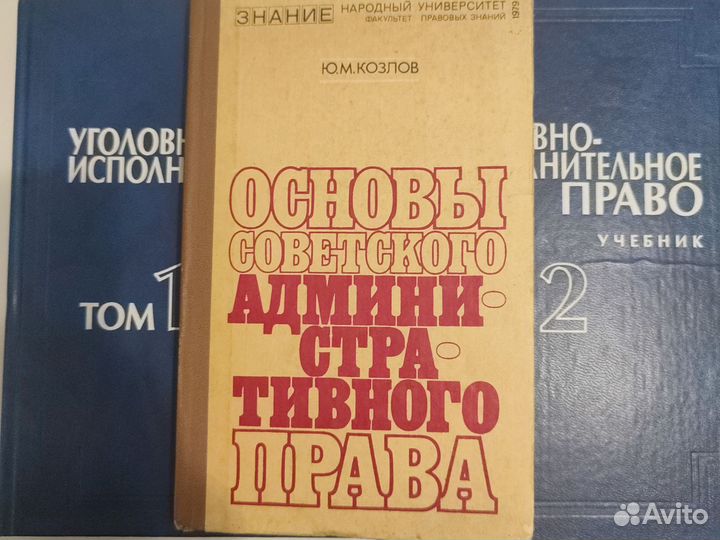 ЗНАНИЕ
НАРОДНЫЙ УНИВЕРСИТЕТ
ФАКУЛЬТЕТ ПРАВОВЫХ ЗНАНИЙ
1979
Ю.М.КОЗЛОВ
ОСНОВЫ
СОВЕТСКОГО
АДМИНИ-
СТРА-
ТИВНОГО
ПРАВА
УГОЛОВН
ИСПОЛН
ТОМ 1
ВНО-
НИТЕЛЬНОЕ
ПРАВО
УЧЕБНИК
2
Avito